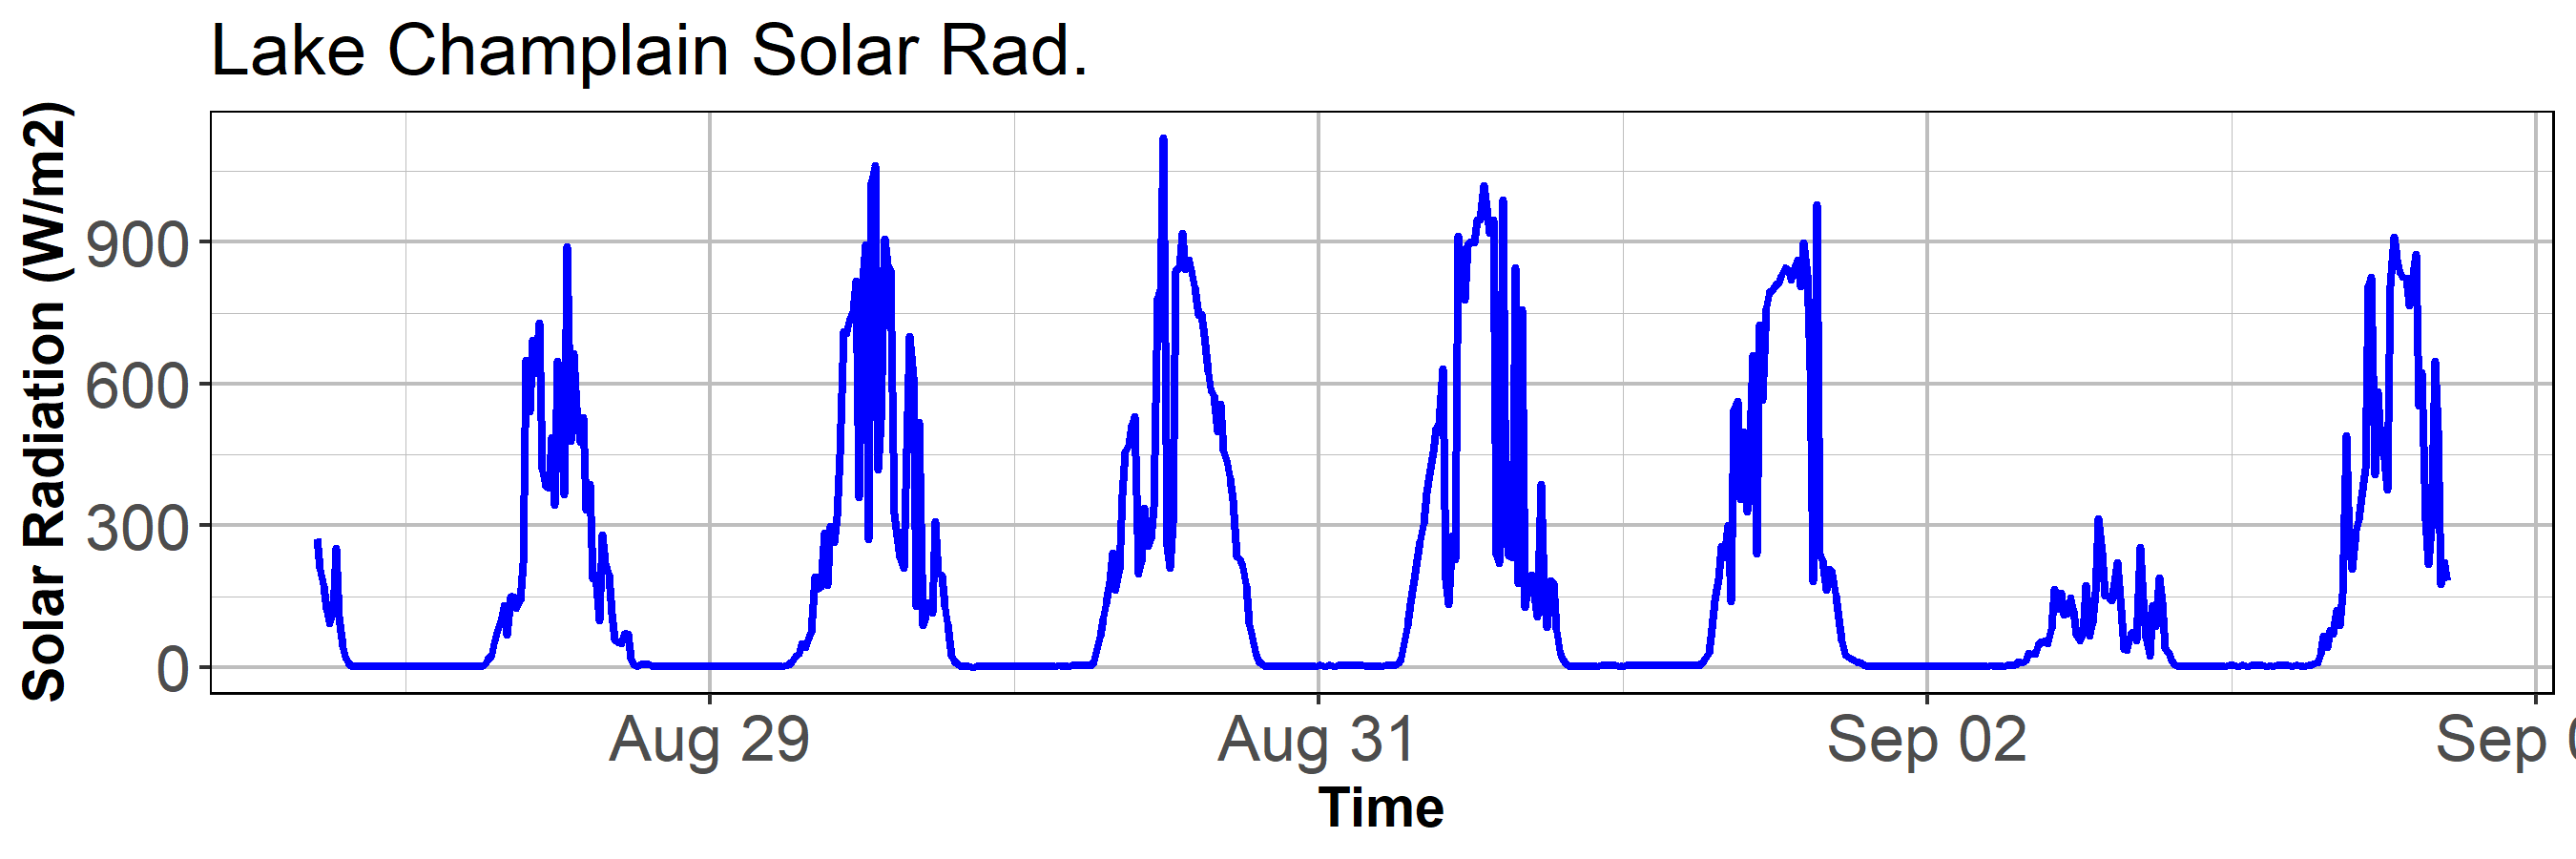 Lake Champlain Solar Rad.
Solar Radiation (W/m2)
900
600
300
0
Aug 29 Aug 31 Sep 02 Sep
Time